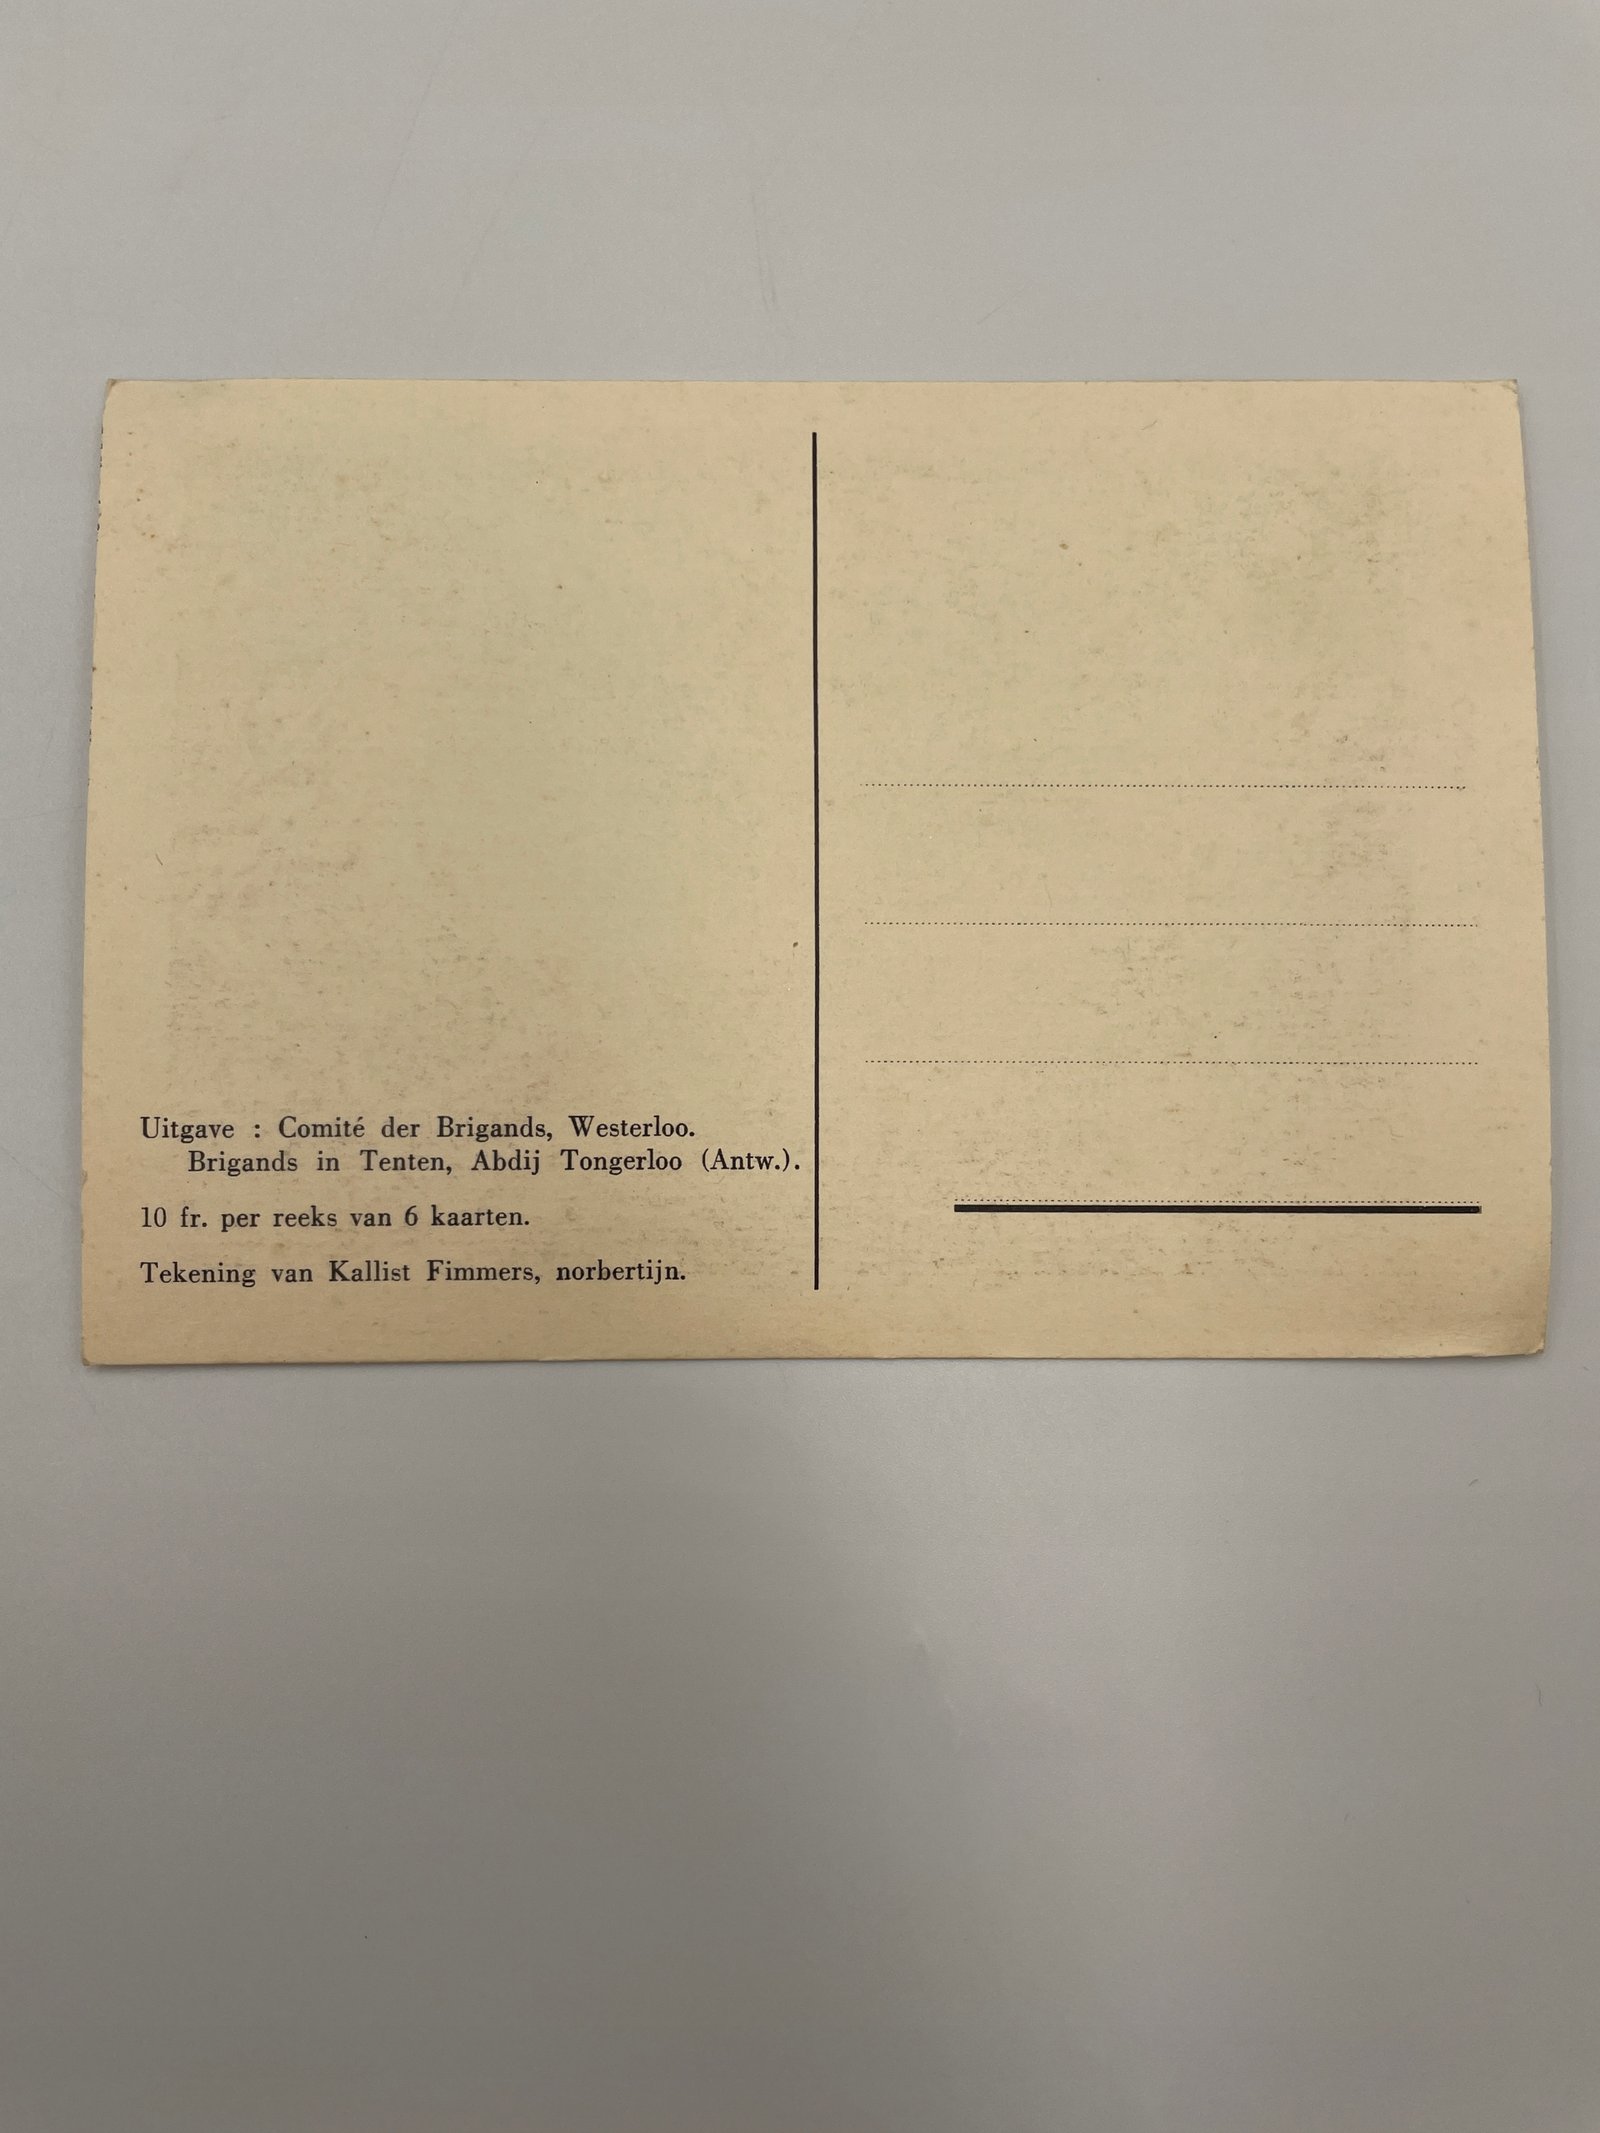 Uitgave : Comité der Brigands, Westerloo.
Brigands in Tenten, Abdij Tongerloo (Antw.).
10 fr. per reeks van 6 kaarten.
Tekening van Kallist Fimmers, norbertijn.